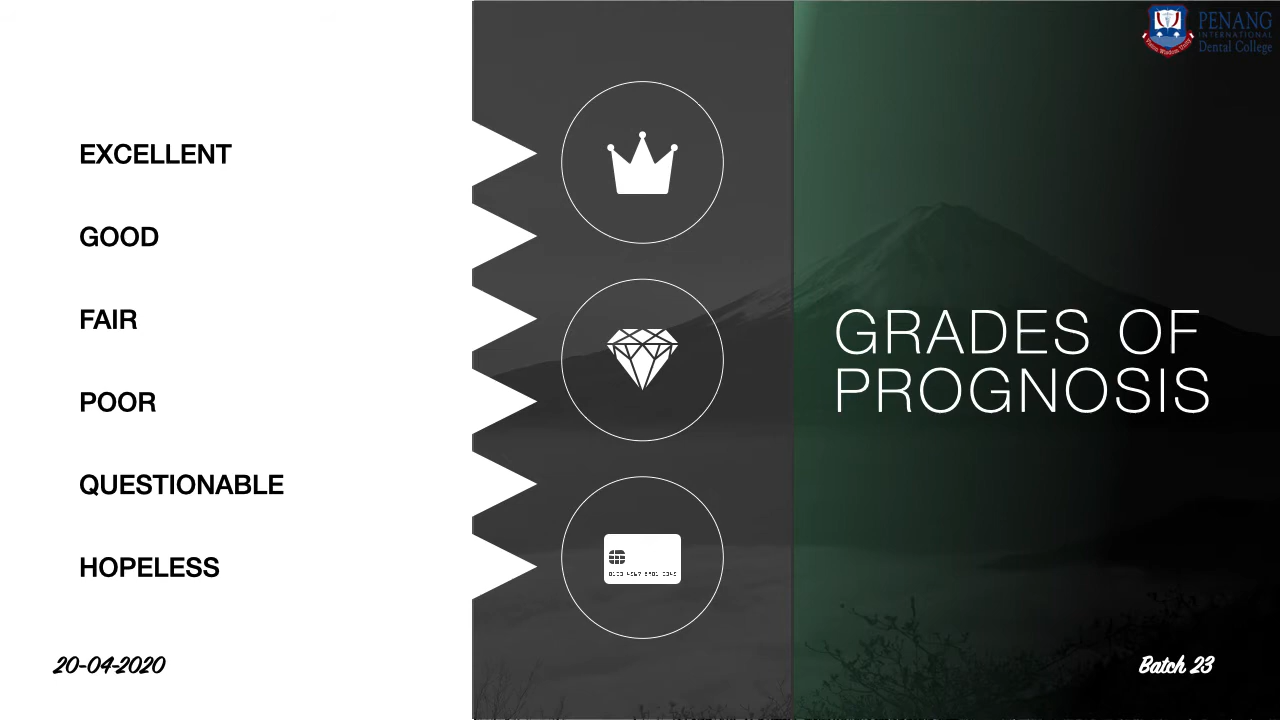 PENANG
INTERNATIONAL
Dental College
EXCELLENT
GOOD
FAIR
POOR
QUESTIONABLE
HOPELESS
GRADES OF
PROGNOSIS
20-04-2020
Batch 23